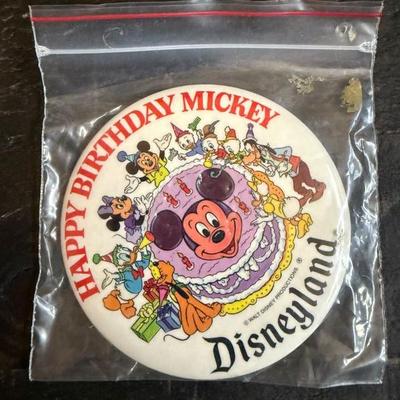 HAPPY BIRTHDAY MICKEY
Disneyland®
© WALT DISNEY PRODUCTIONS